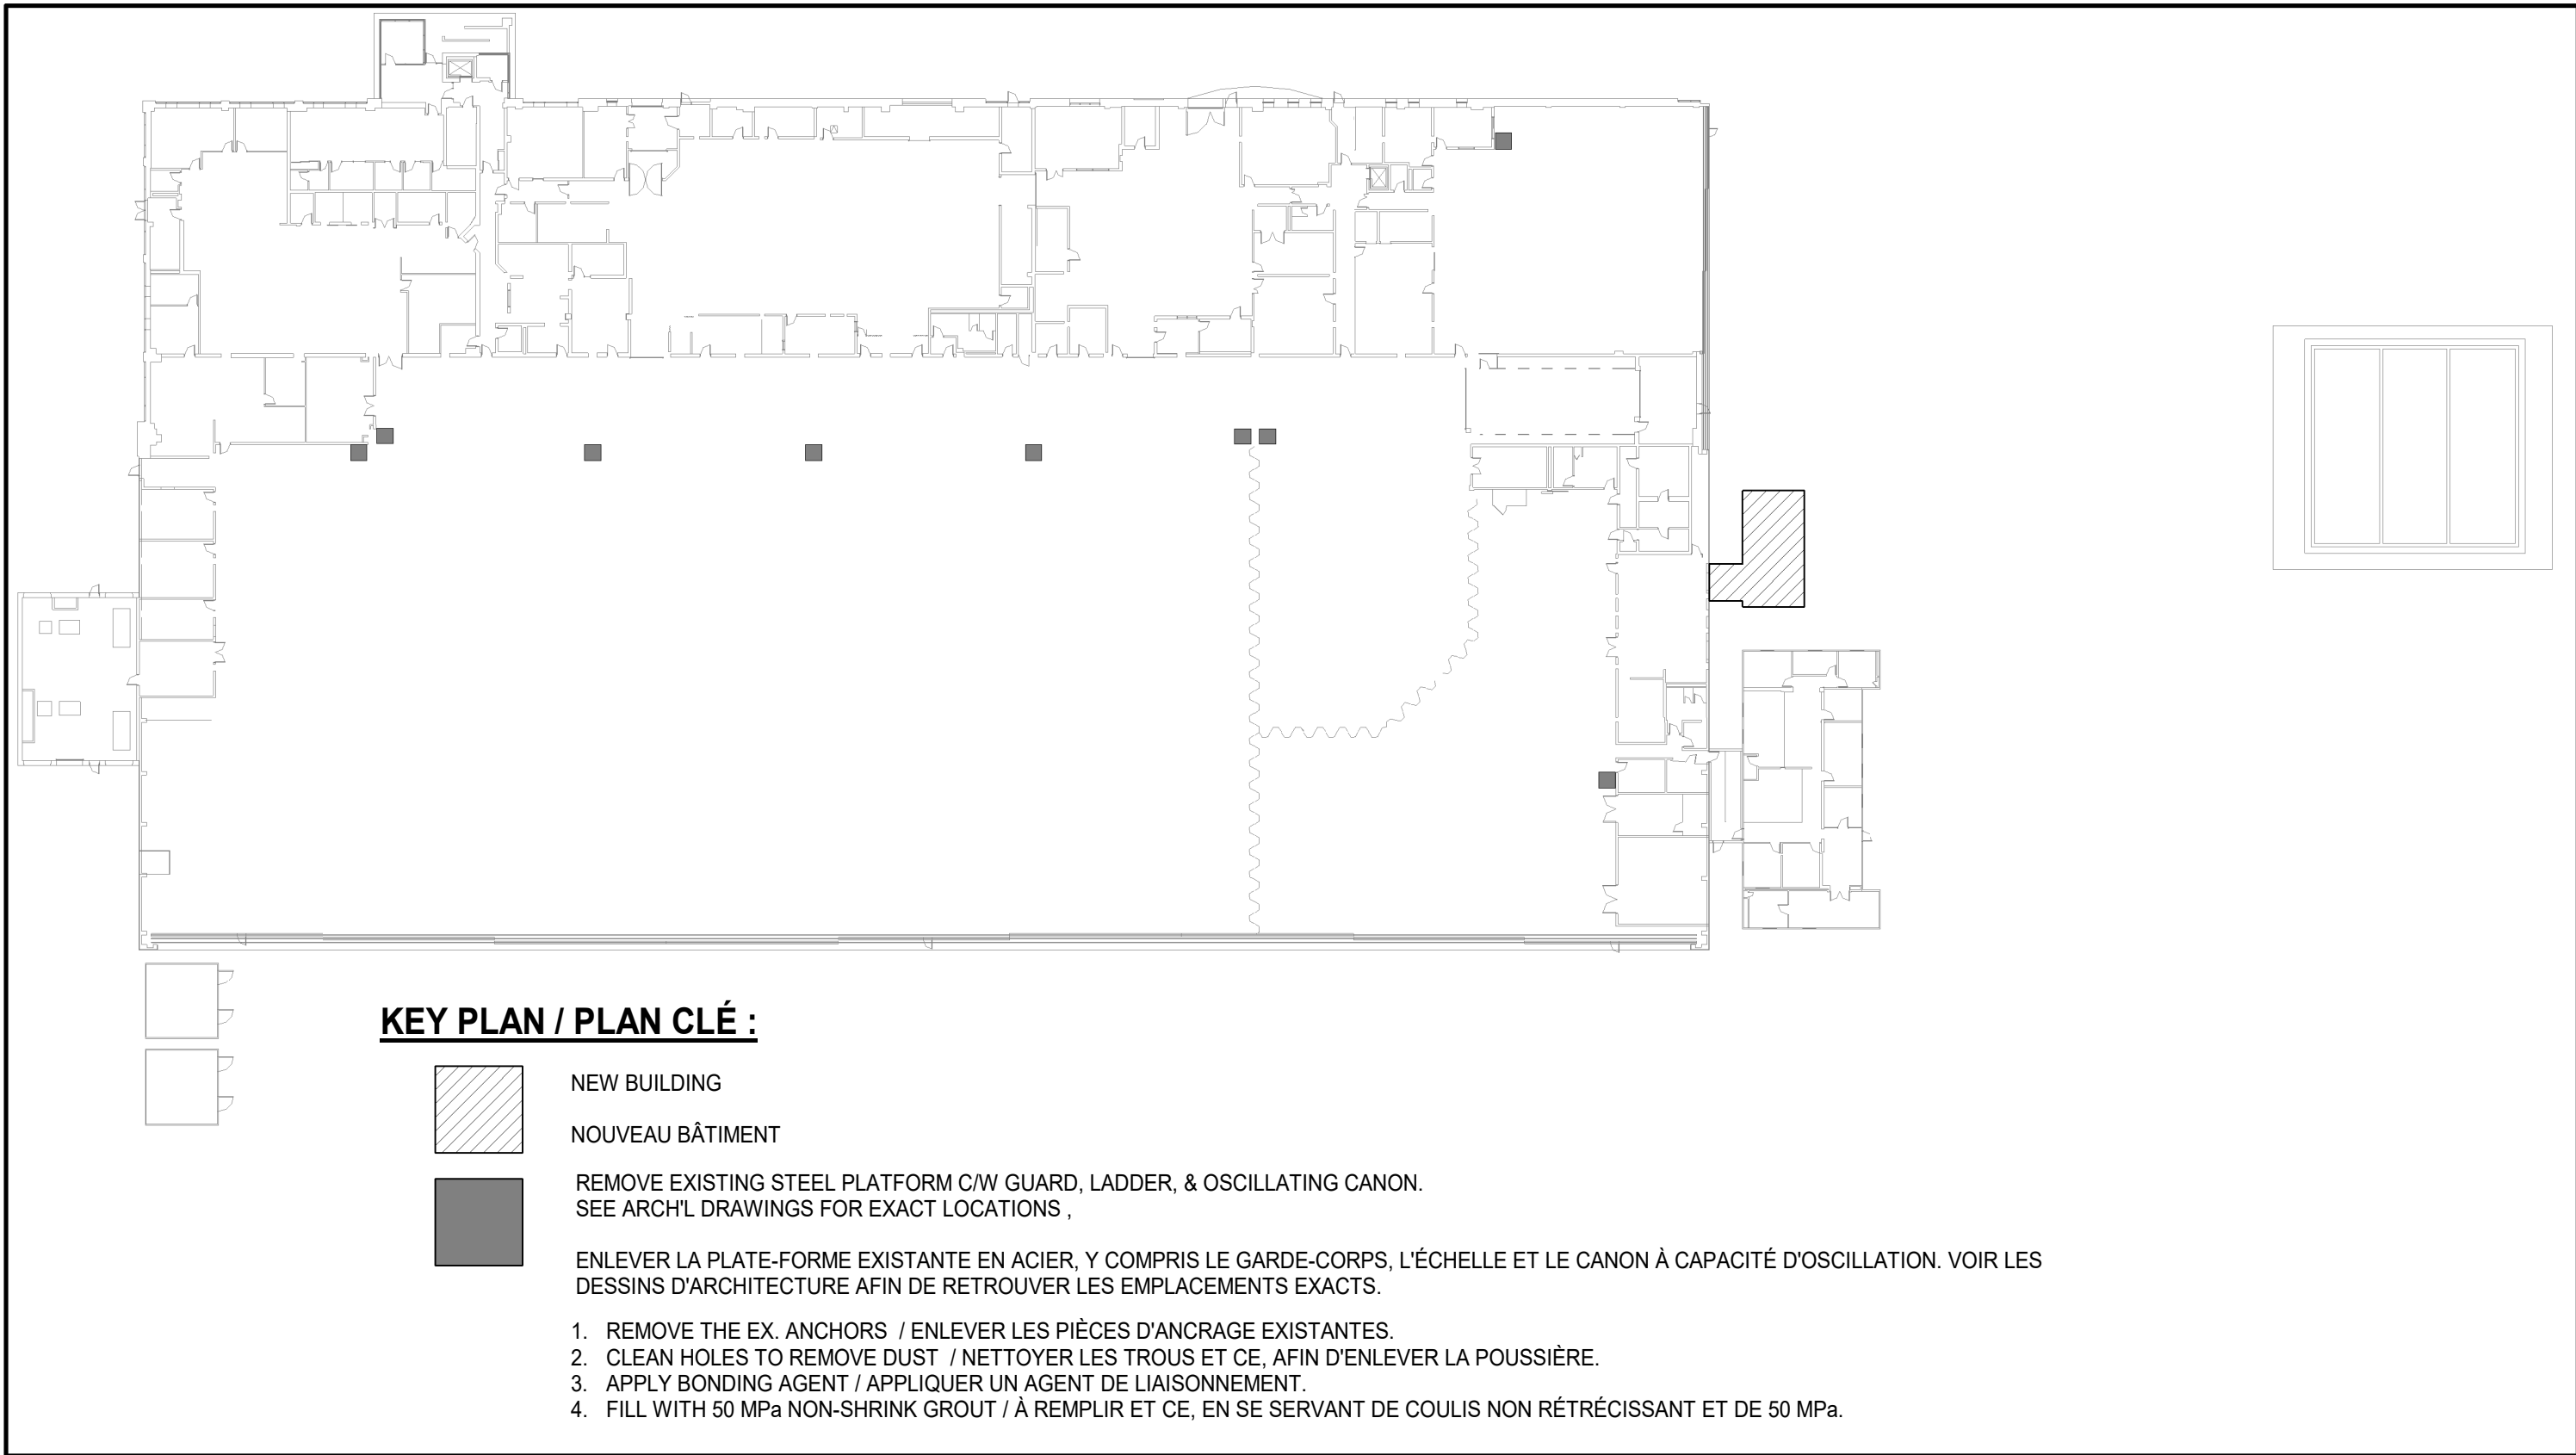 KEY PLAN / PLAN CLÉ :
NEW BUILDING
NOUVEAU BÂTIMENT
REMOVE EXISTING STEEL PLATFORM C/W GUARD, LADDER, & OSCILLATING CANON.
SEE ARCH'L DRAWINGS FOR EXACT LOCATIONS ,
ENLEVER LA PLATE-FORME EXISTANTE EN ACIER, Y COMPRIS LE GARDE-CORPS, L'ÉCHELLE ET LE CANON À CAPACITÉ D'OSCILLATION. VOIR LES
DESSINS D'ARCHITECTURE AFIN DE RETROUVER LES EMPLACEMENTS EXACTS.
1. REMOVE THE EX. ANCHORS / ENLEVER LES PIÈCES D'ANCRAGE EXISTANTES.
2. CLEAN HOLES TO REMOVE DUST / NETTOYER LES TROUS ET CE, AFIN D'ENLEVER LA POUSSIÈRE.
3. APPLY BONDING AGENT / APPLIQUER UN AGENT DE LIAISONNEMENT.
4. FILL WITH 50 MPa NON-SHRINK GROUT / À REMPLIR ET CE, EN SE SERVANT DE COULIS NON RÉTRÉCISSANT ET DE 50 MPa.